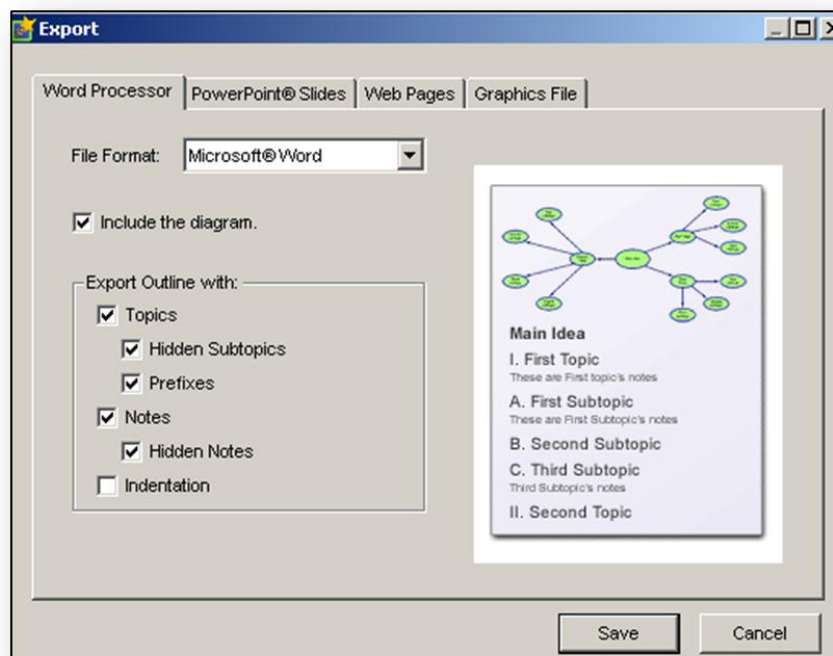 Export
Word Processor
PowerPoint® Slides
Web Pages
Graphics File
File Format:
Microsoft® Word
Include the diagram.
Export Outline with:
Topics
Hidden Subtopics
Prefixes
Notes
Hidden Notes
Indentation
Main Idea
I. First Topic
These are First topic's notes
A. First Subtopic
These are First Subtopic's notes
B. Second Subtopic
C. Third Subtopic
Third Subtopic's notes
II. Second Topic
Save
Cancel